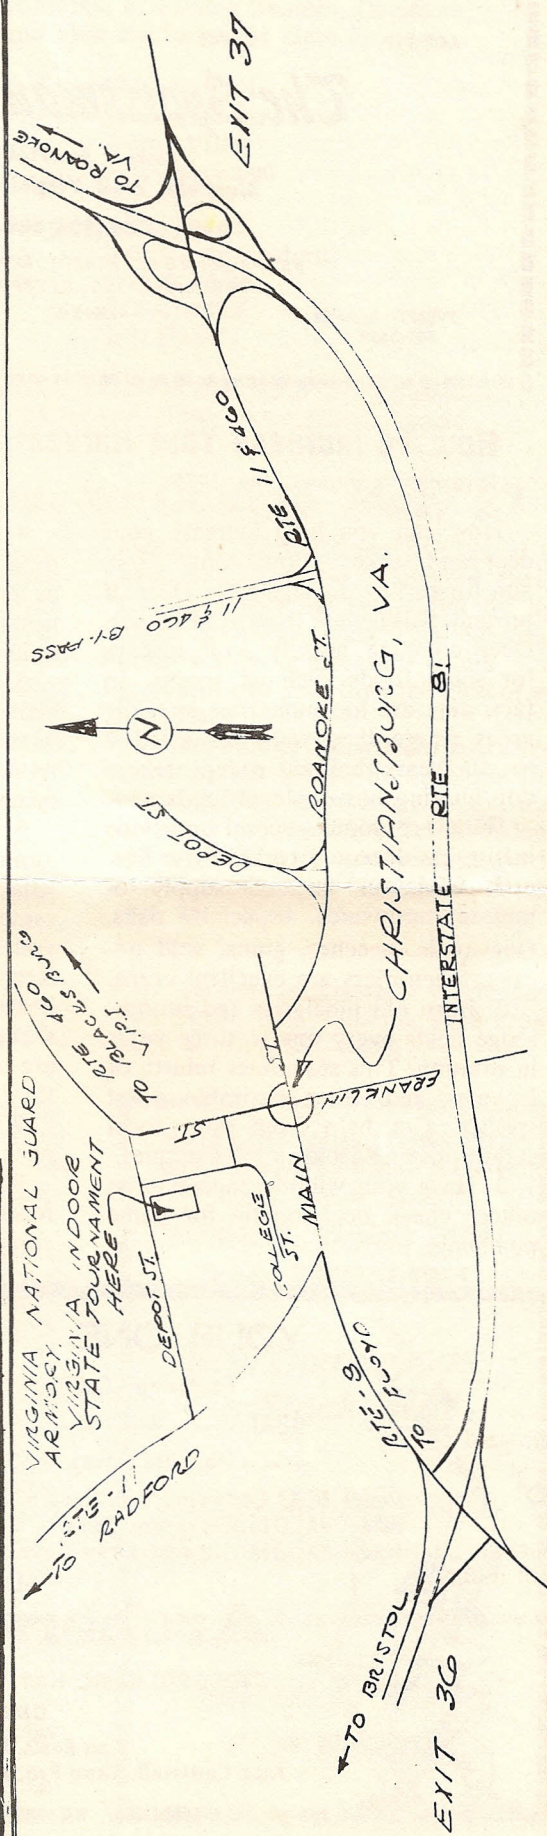 VIRGINIA NATIONAL GUARD
ARMORY.
VIRGINIA INDOOR
STATE TOURNAMENT
HERE
TO RTE-11
RADFORD
DEPOT ST.
COLLEGE
ST.
ST.
RTE 460
BLACKSBURG
TO V.P.I.
MAIN ST.
FRANKLIN
RTE-8
FLOYD
TO
TO BRISTOL
EXIT 36
CHRISTIANSBURG, VA.
INTERSTATE RTE 81
DEPOT ST.
N
ROANOKE ST.
11 & 460 BY-PASS
RTE 11 & 460
TO ROANOKE
VA.
EXIT 37